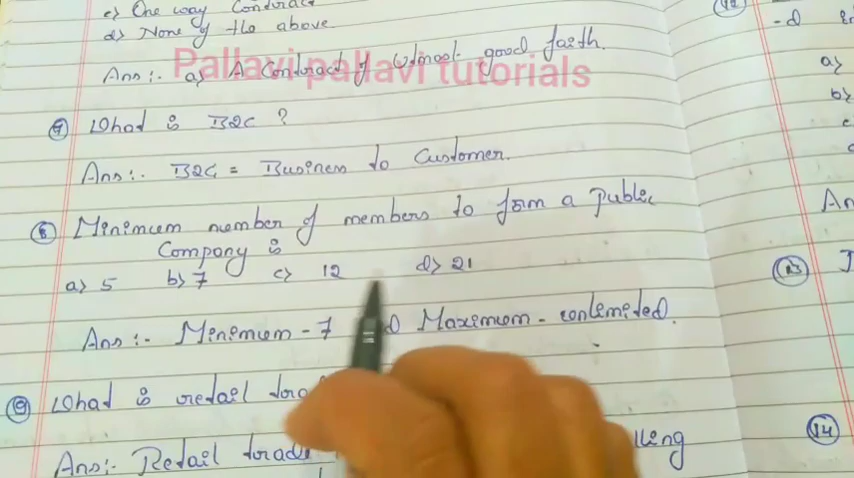 c) One way Contract
d) None of the above
Ans:- a) A Contract of Utmost good faith.
Pallavi pallavi tutorials
7 What is B2C ?
Ans:- B2C = Business to Customer.
8 Minimum number of members to form a Public
Company is
a) 5 b) 7 c) 12 d) 21
Ans:- Minimum - 7 Maximum - unlimited.
9 What is retail
Ans:- Retail trade
12
- d
a)
b)
c
An
13
14